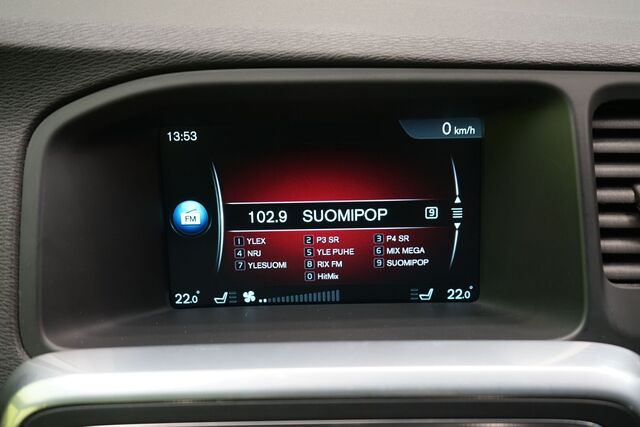 13:53
0 km/h
FM
102.9 SUOMIPOP 9
1 YLEX 2 P3 SR 3 P4 SR
4 NRJ 5 YLE PUHE 6 MIX MEGA
7 YLESUOMI 8 RIX FM 9 SUOMIPOP
0 HitMix
22.0° 22.0°